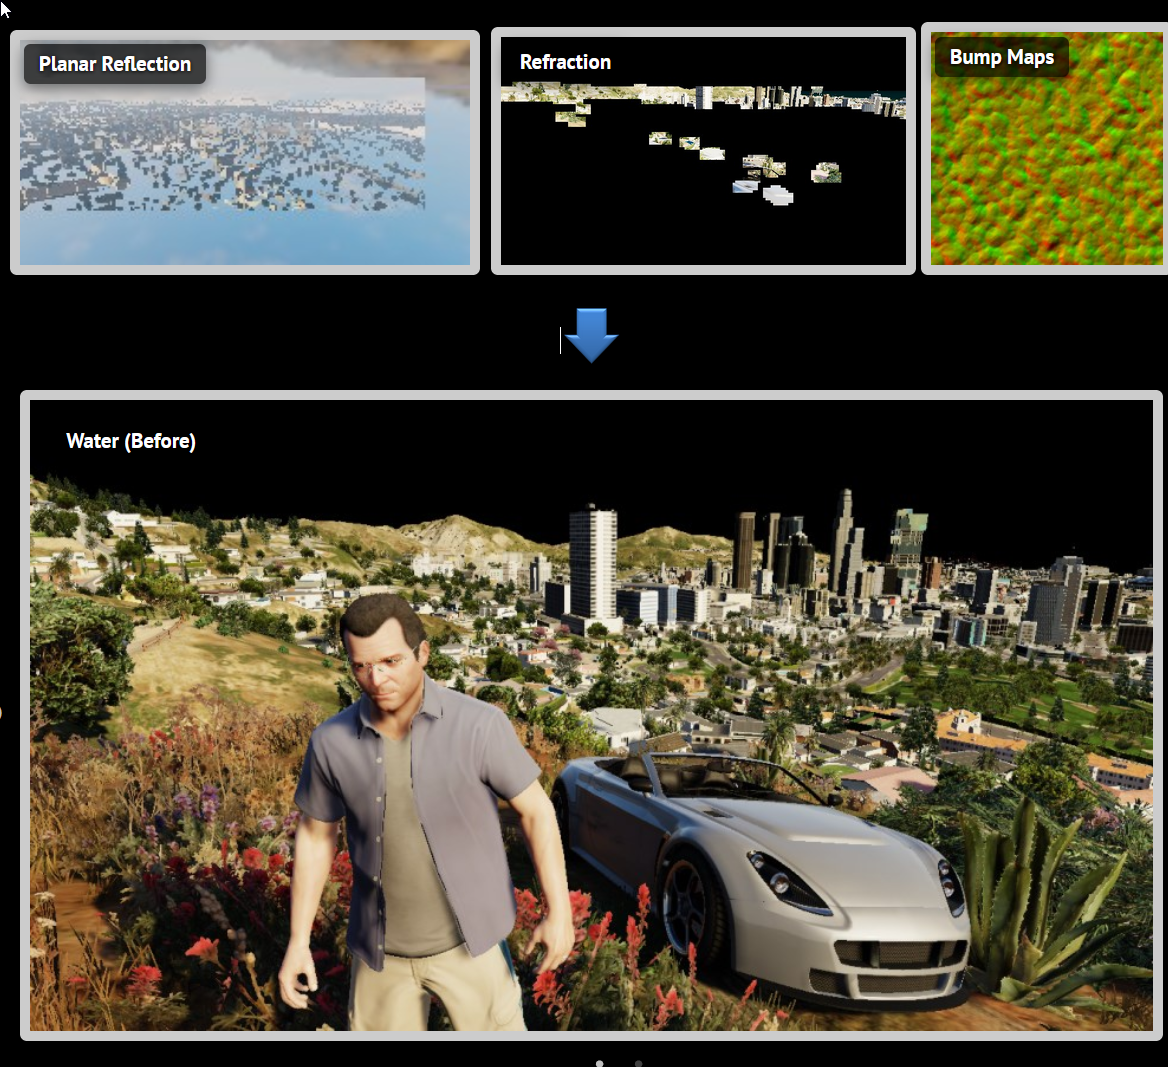 Planar Reflection
Refraction
Bump Maps
Water (Before)